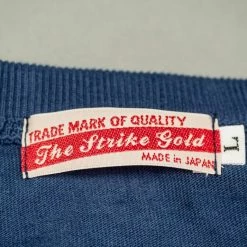 TRADE MARK OF QUALITY
The Strike Gold
MADE in JAPAN
L